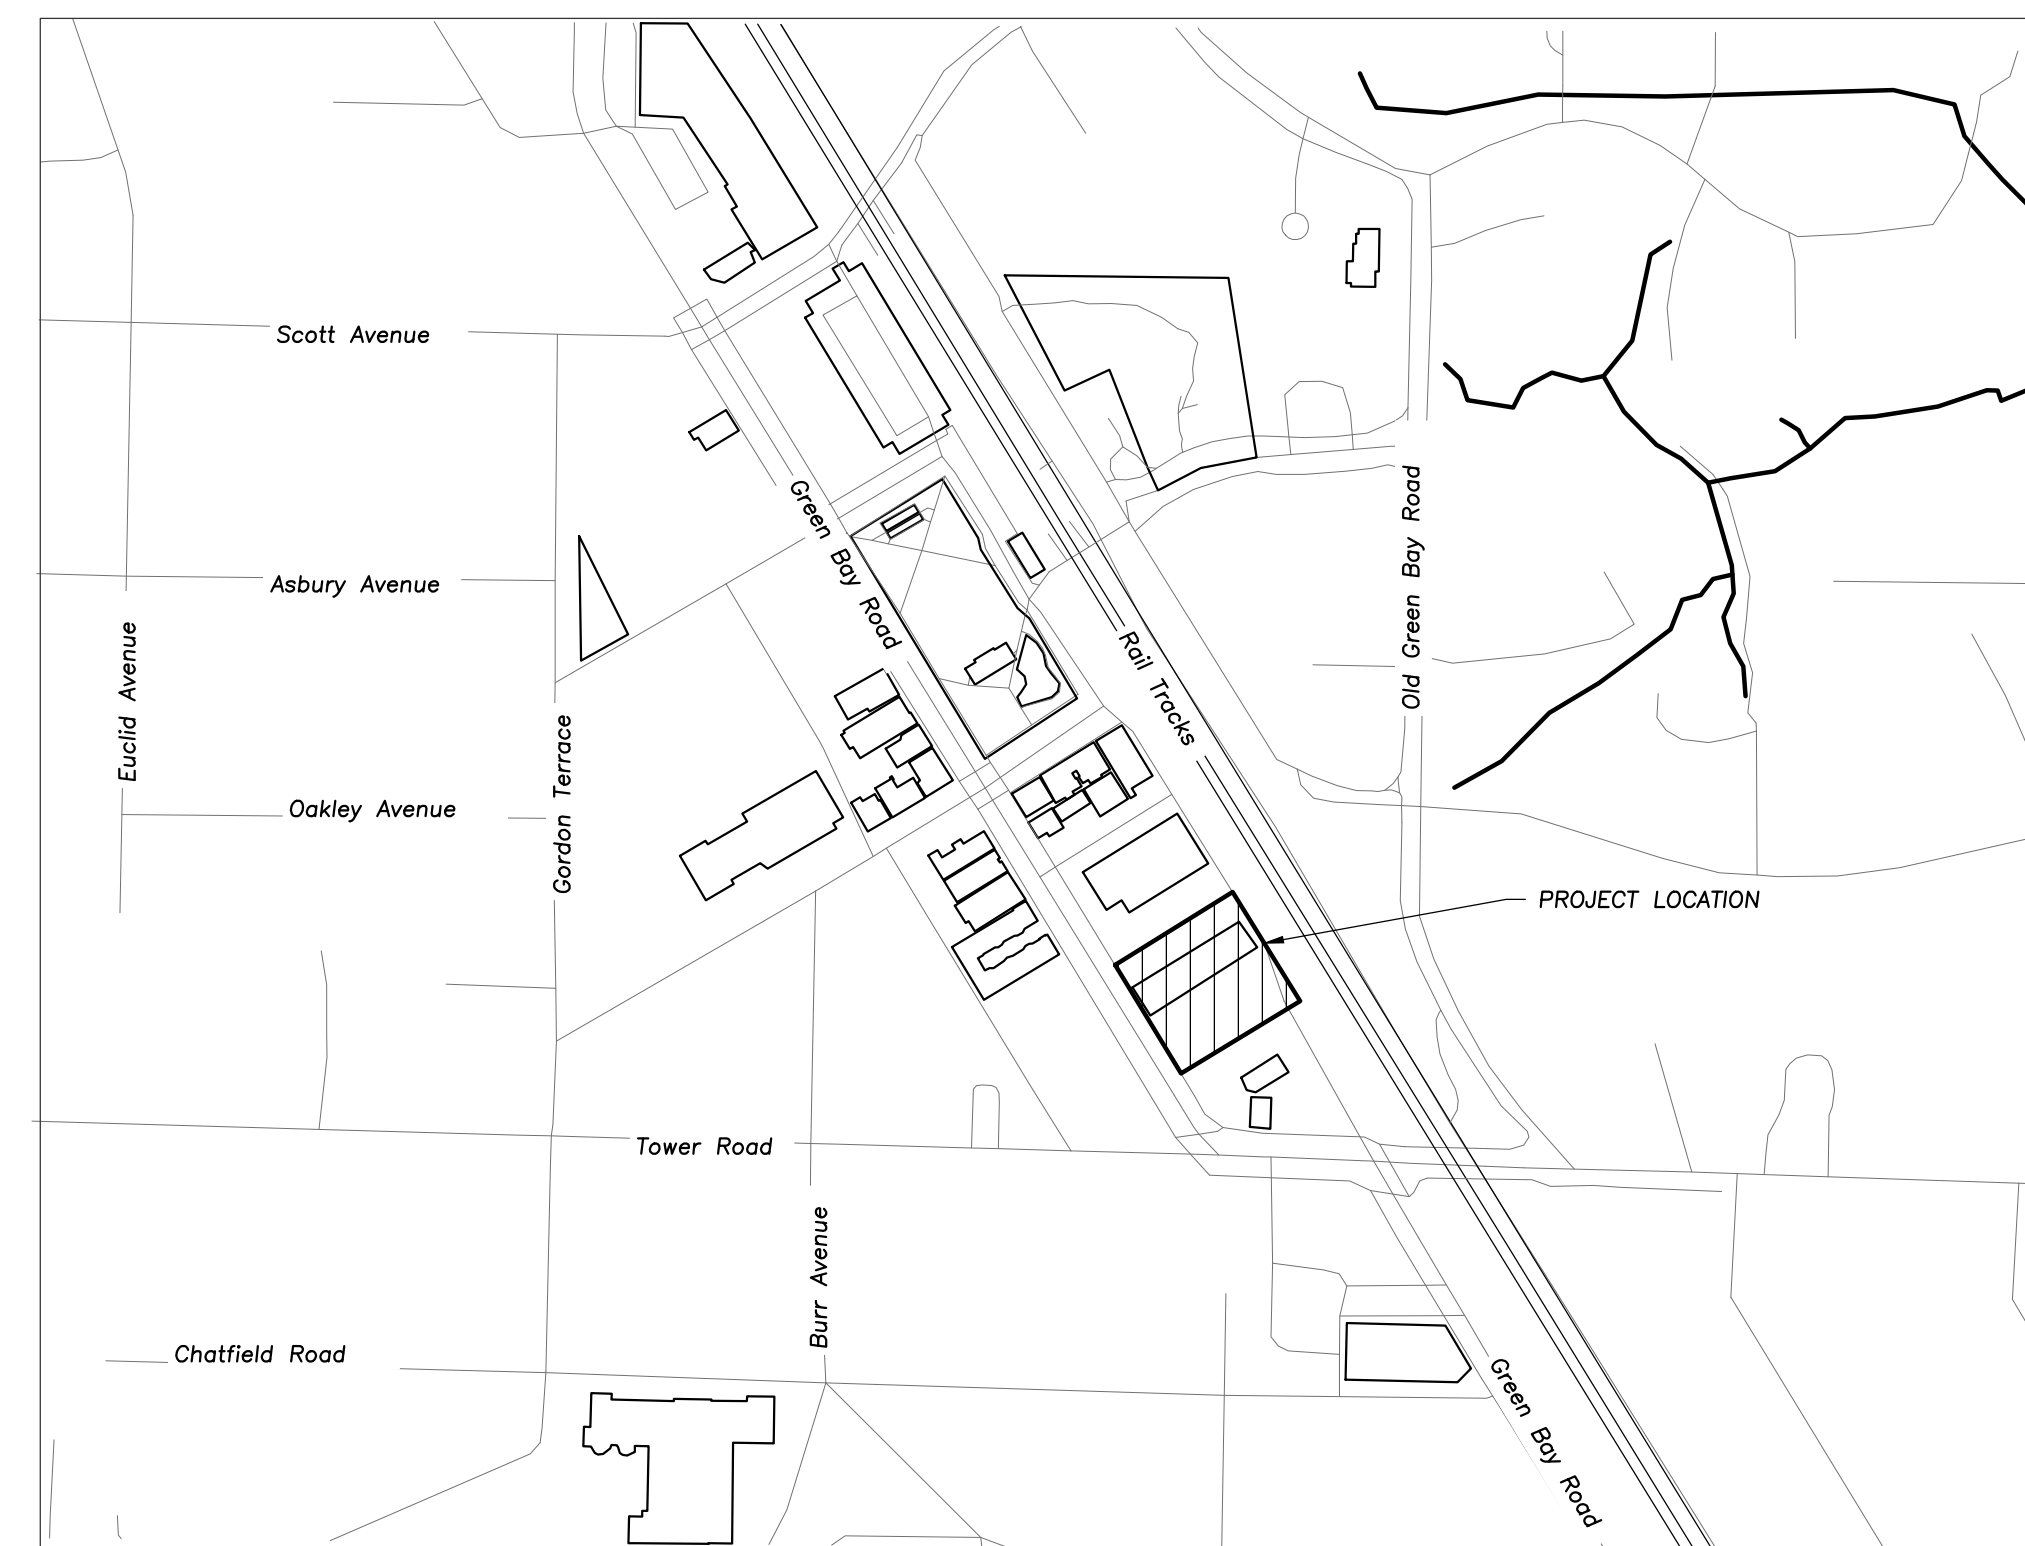 Scott Avenue
Green Bay Road
Old Green Bay Road
Asbury Avenue
Euclid Avenue
Rail Tracks
Gordon Terrace
Oakley Avenue
PROJECT LOCATION
Tower Road
Burr Avenue
Chatfield Road
Green Bay Road